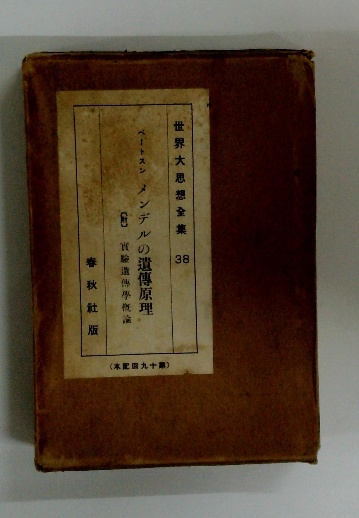 世界大思想全集 38
ベートスン メンデルの遺傳原理
【附】 實驗遺傳學概論
春秋社版
（第十九回配本）